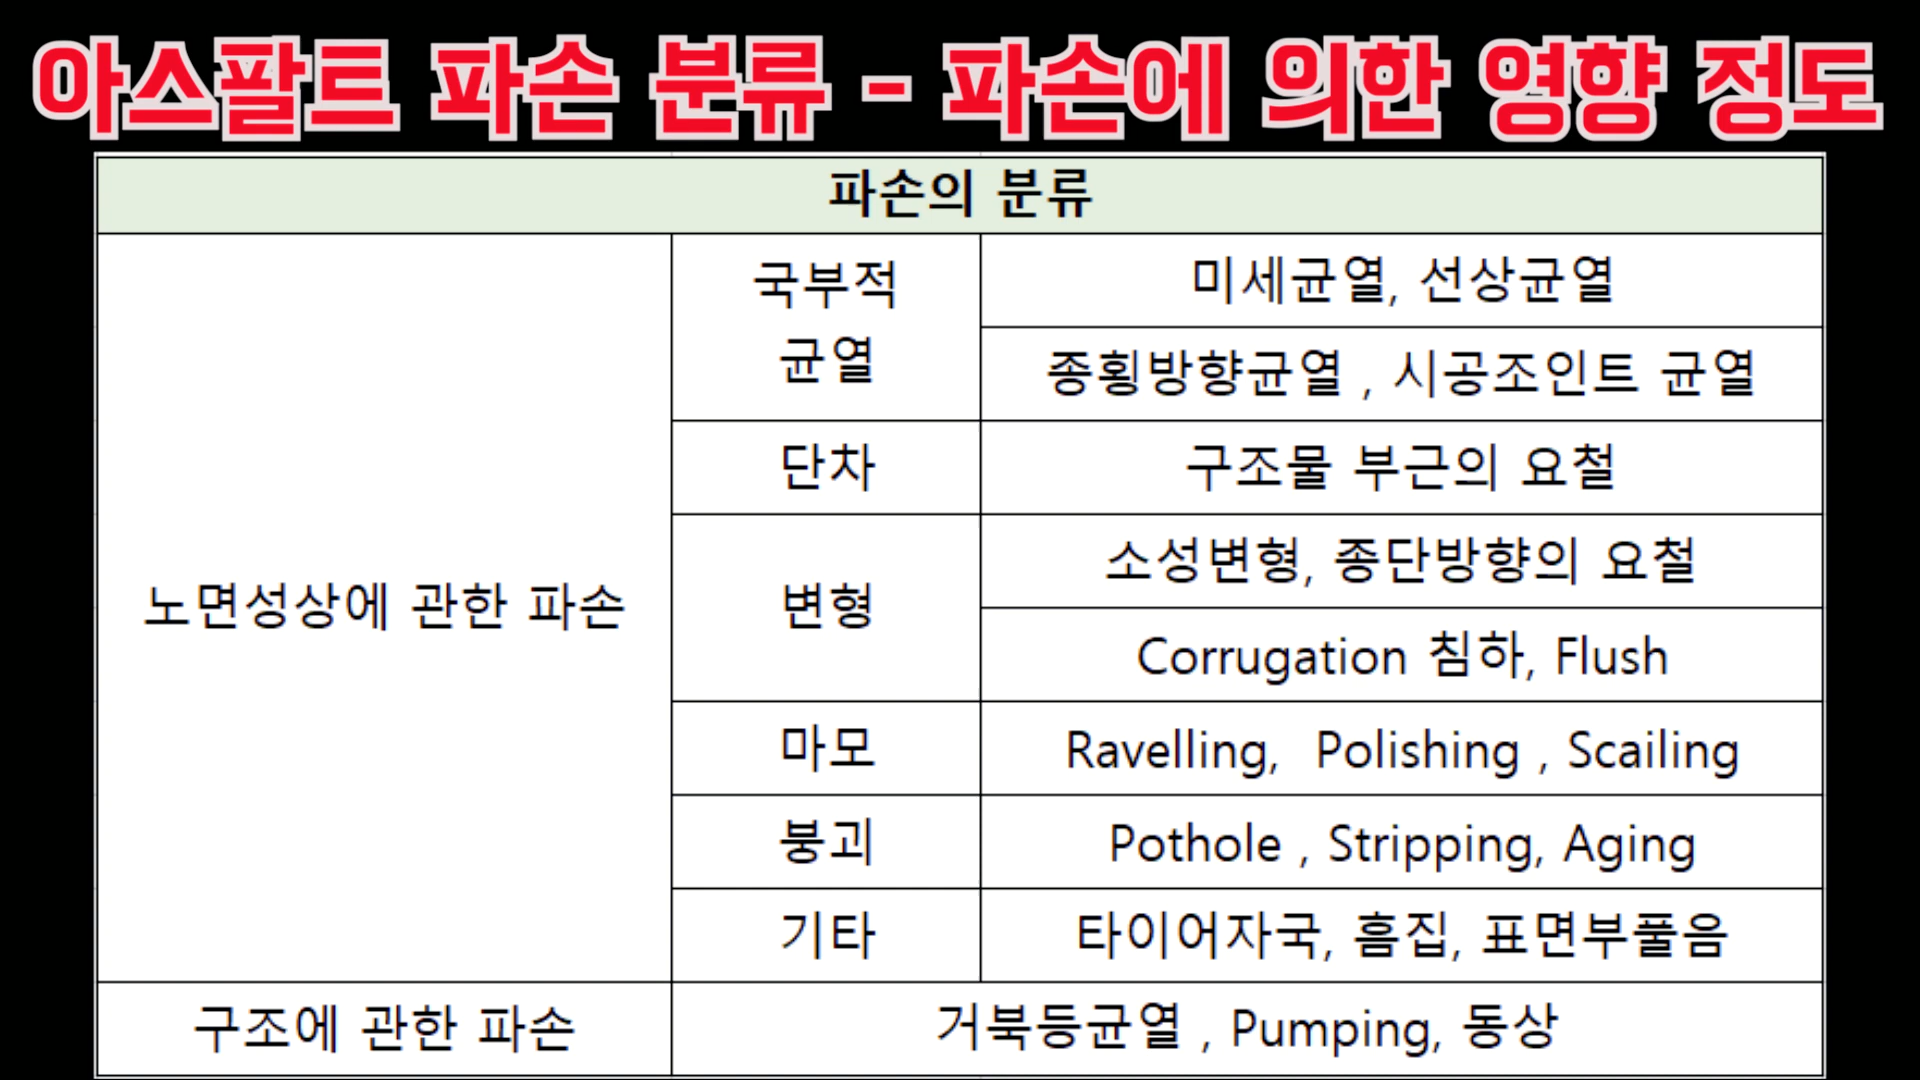 아스팔트 파손 분류 - 파손에 의한 영향 정도
파손의 분류
노면성상에 관한 파손
국부적
균열
미세균열, 선상균열
종횡방향균열 , 시공조인트 균열
단차
구조물 부근의 요철
변형
소성변형, 종단방향의 요철
Corrugation 침하, Flush
마모
Ravelling, Polishing , Scailing
붕괴
Pothole , Stripping, Aging
기타
타이어자국, 흠집, 표면부풀음
구조에 관한 파손
거북등균열 , Pumping, 동상